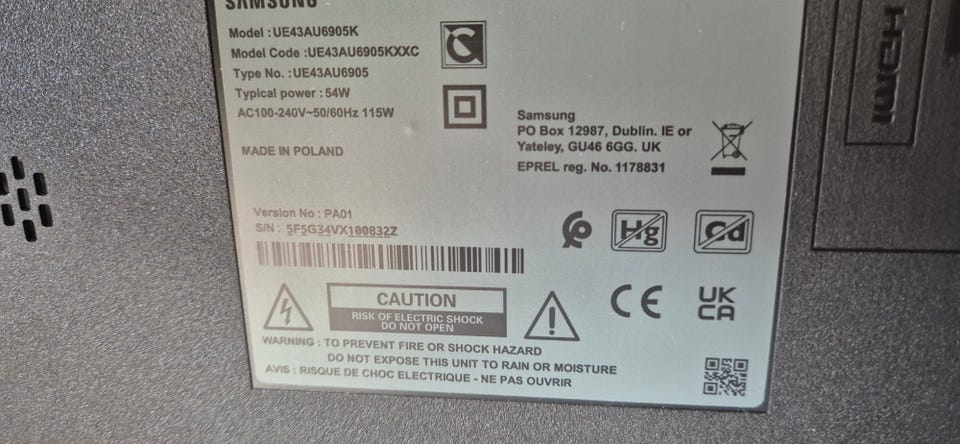 SAMSUNG
Model : UE43AU6905K
Model Code : UE43AU6905KXXC
Type No. : UE43AU6905
Typical power : 54W
AC100-240V~50/60Hz 115W
MADE IN POLAND
Samsung
PO Box 12987, Dublin. IE or
Yateley, GU46 6GG. UK
EPREL reg. No. 1178831
Version No : PA01
S/N : 5F5G34VX100832Z
Hg
Cd
CAUTION
RISK OF ELECTRIC SHOCK
DO NOT OPEN
CE
UK
CA
WARNING : TO PREVENT FIRE OR SHOCK HAZARD
DO NOT EXPOSE THIS UNIT TO RAIN OR MOISTURE
AVIS : RISQUE DE CHOC ELECTRIQUE - NE PAS OUVRIR
HDMI